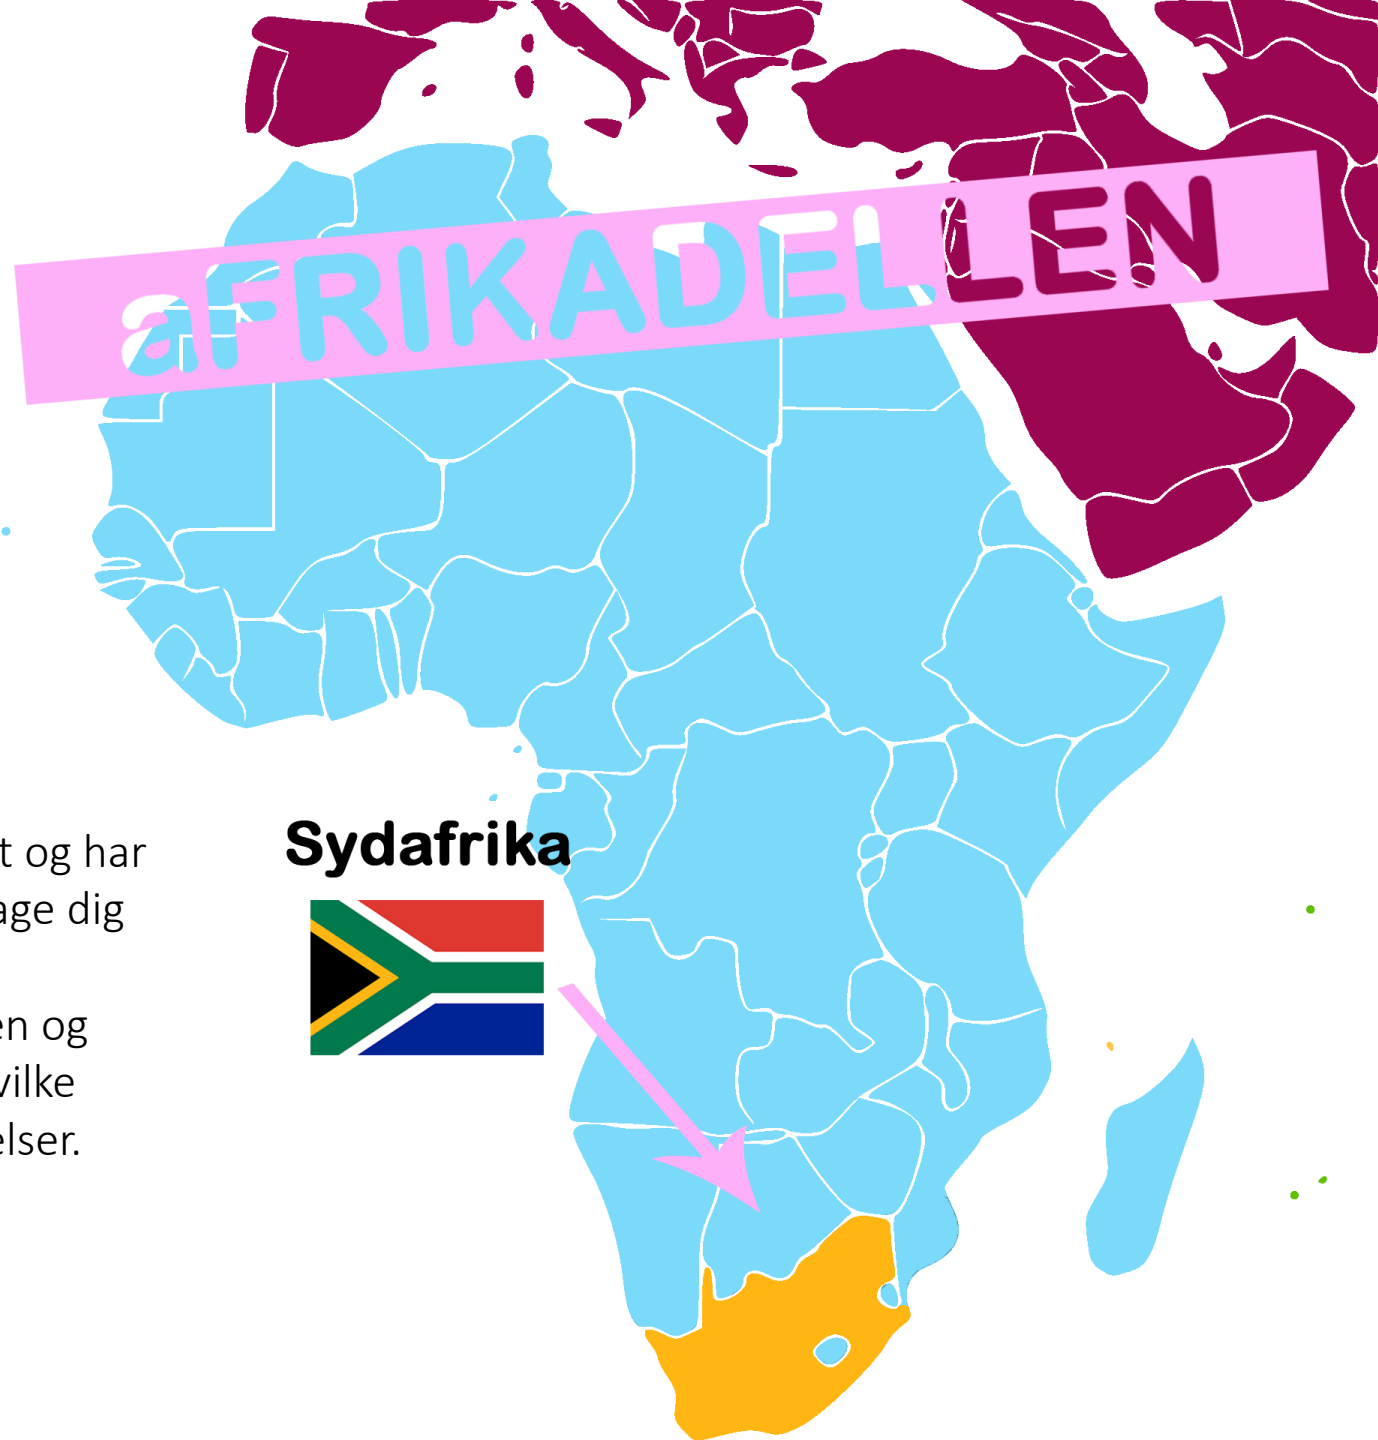 aFRIKADELLEN
Sydafrika
t og har
age dig
en og
vilke
elser.